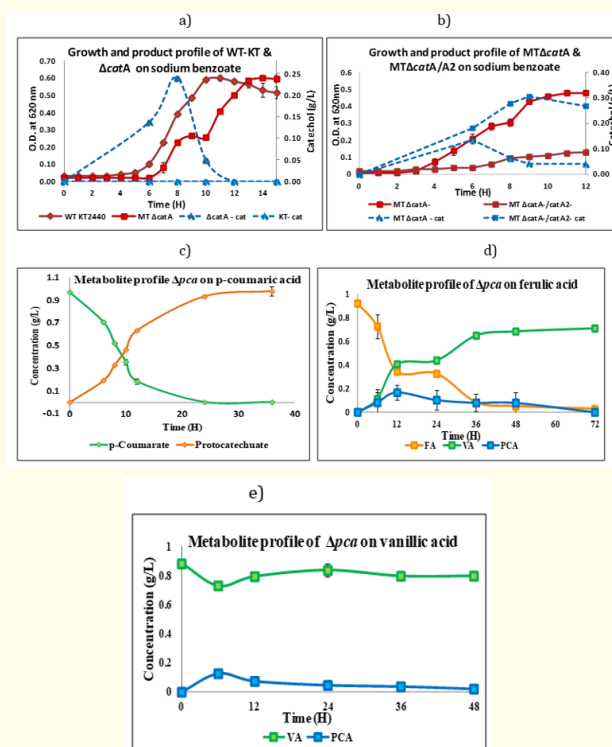 a)
Growth and product profile of WT-KT &
ΔcatA on sodium benzoate
O.D. at 620nm
0.60
0.50
0.40
0.30
0.20
0.10
0.00
0.25
0.20
0.15
0.10
0.05
0.00
Catechol (g/L)
0
5
10
15
Time (H)
WT KT2440
MT ΔcatA
ΔcatA - cat
KT- cat
b)
Growth and product profile of MTΔcatA &
MTΔcatA/A2 on sodium benzoate
O.D. at 620nm
0.6
0.5
0.4
0.3
0.2
0.1
0
0.40
0.30
0.20
0.10
0.00
Catechol (g/L)
0
2
4
6
8
10
12
Time (H)
MT ΔcatA-
MT ΔcatA-/catA2-
MT ΔcatA - cat
MT ΔcatA-/catA2- cat
c)
Metabolite profile Δpca on p-coumaric acid
Concentration (g/L)
1.1
0.9
0.7
0.5
0.3
0.1
-0.1
0
10
20
30
40
Time (H)
p-Coumarate
Protocatechuate
d)
Metabolite profile of Δpca on ferulic acid
Concentration (g/L)
1
0.8
0.6
0.4
0.2
0
0
12
24
36
48
60
72
Time (H)
FA
VA
PCA
e)
Metabolite profile of Δpca on vanillic acid
Concentration (g/L)
1
0.8
0.6
0.4
0.2
0
0
12
24
36
48
Time (H)
VA
PCA